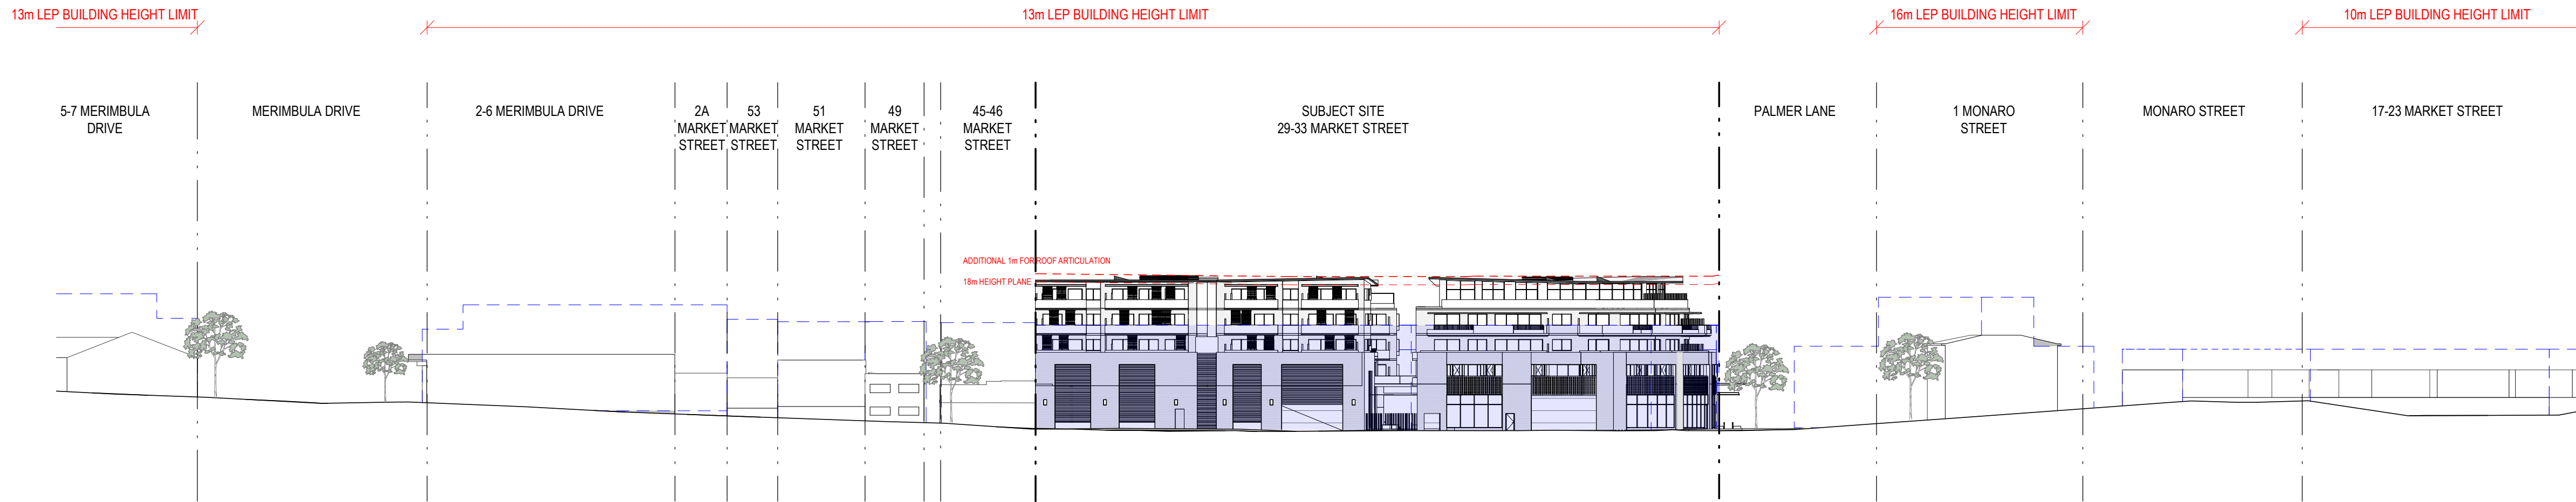 13m LEP BUILDING HEIGHT LIMIT
13m LEP BUILDING HEIGHT LIMIT
16m LEP BUILDING HEIGHT LIMIT
10m LEP BUILDING HEIGHT LIMIT
5-7 MERIMBULA
DRIVE
MERIMBULA DRIVE
2-6 MERIMBULA DRIVE
2A
MARKET
STREET
53
MARKET
STREET
51
MARKET
STREET
49
MARKET
STREET
45-46
MARKET
STREET
SUBJECT SITE
29-33 MARKET STREET
PALMER LANE
1 MONARO
STREET
MONARO STREET
17-23 MARKET STREET
ADDITIONAL 1m FOR ROOF ARTICULATION
18m HEIGHT PLANE